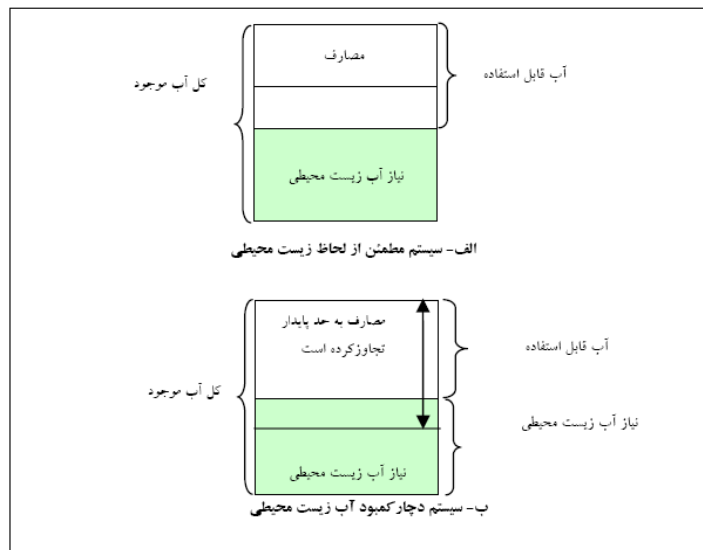 مصارف
آب قابل استفاده
کل آب موجود
نیاز آب زیست محیطی
الف- سیستم مطمئن از لحاظ زیست محیطی
مصارف به حد پایدار
تجاوزکرده است
آب قابل استفاده
کل آب موجود
نیاز آب زیست محیطی
نیاز آب زیست محیطی
ب- سیستم دچار کمبود آب زیست محیطی